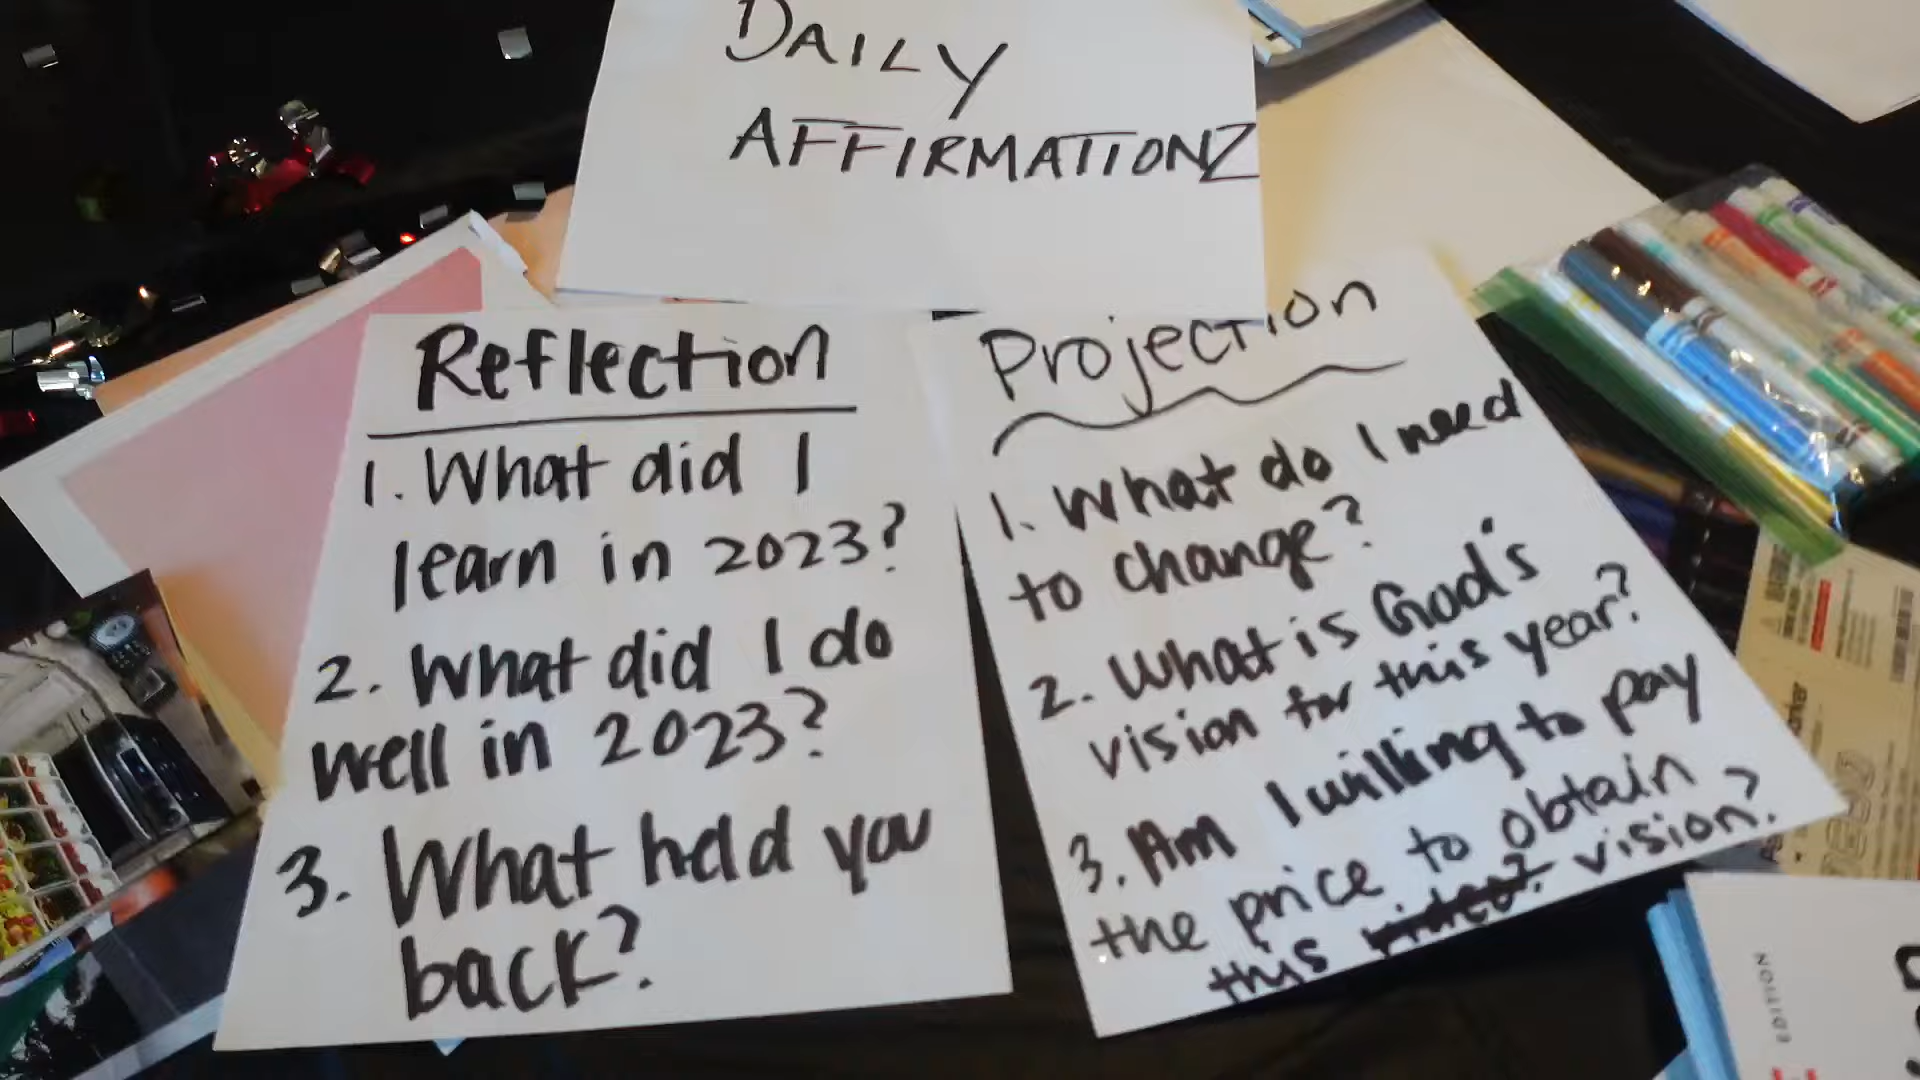 DAILY
AFFIRMATIONZ
Reflection
1. What did I
learn in 2023?
2. What did I do
well in 2023?
3. What held you
back?
Projection
1. What do I need
to change?
2. What is God's
vision for this year?
3. Am I willing to pay
the price to obtain
this vision?
EDITION